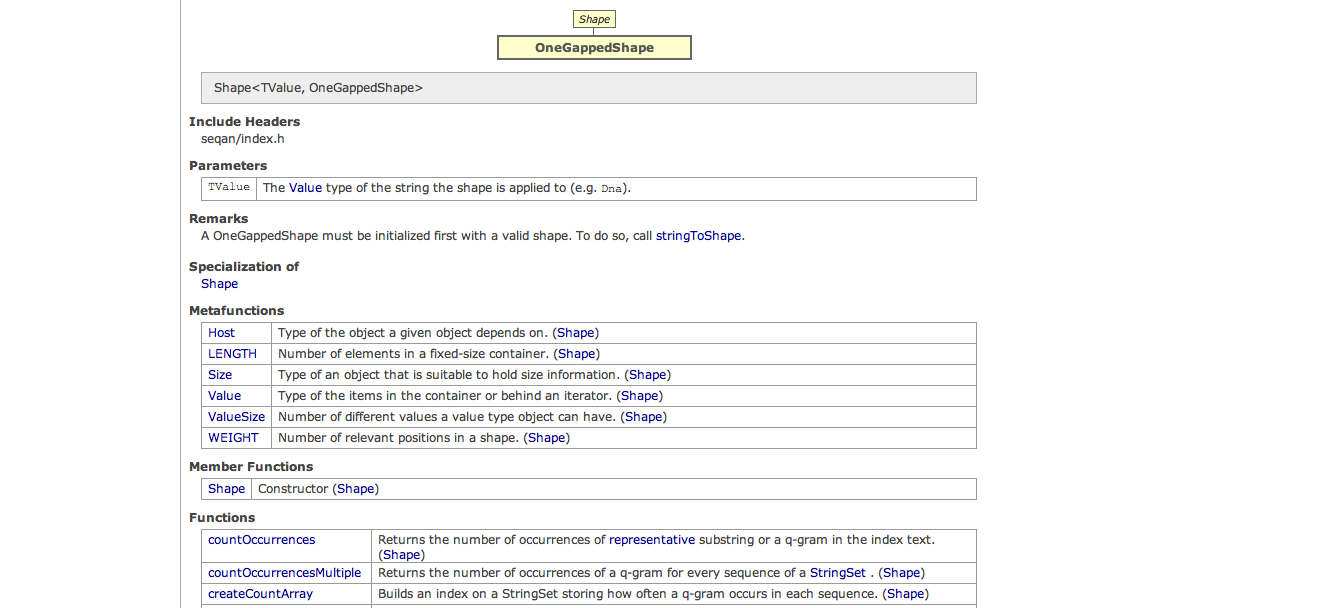 Shape
OneGappedShape
Shape<TValue, OneGappedShape>
Include Headers
seqan/index.h
Parameters
TValue The Value type of the string the shape is applied to (e.g. Dna).
Remarks
A OneGappedShape must be initialized first with a valid shape. To do so, call stringToShape.
Specialization of
Shape
Metafunctions
Host Type of the object a given object depends on. (Shape)
LENGTH Number of elements in a fixed-size container. (Shape)
Size Type of an object that is suitable to hold size information. (Shape)
Value Type of the items in the container or behind an iterator. (Shape)
ValueSize Number of different values a value type object can have. (Shape)
WEIGHT Number of relevant positions in a shape. (Shape)
Member Functions
Shape Constructor (Shape)
Functions
countOccurrences Returns the number of occurrences of representative substring or a q-gram in the index text.
(Shape)
countOccurrencesMultiple Returns the number of occurrences of a q-gram for every sequence of a StringSet . (Shape)
createCountArray Builds an index on a StringSet storing how often a q-gram occurs in each sequence. (Shape)